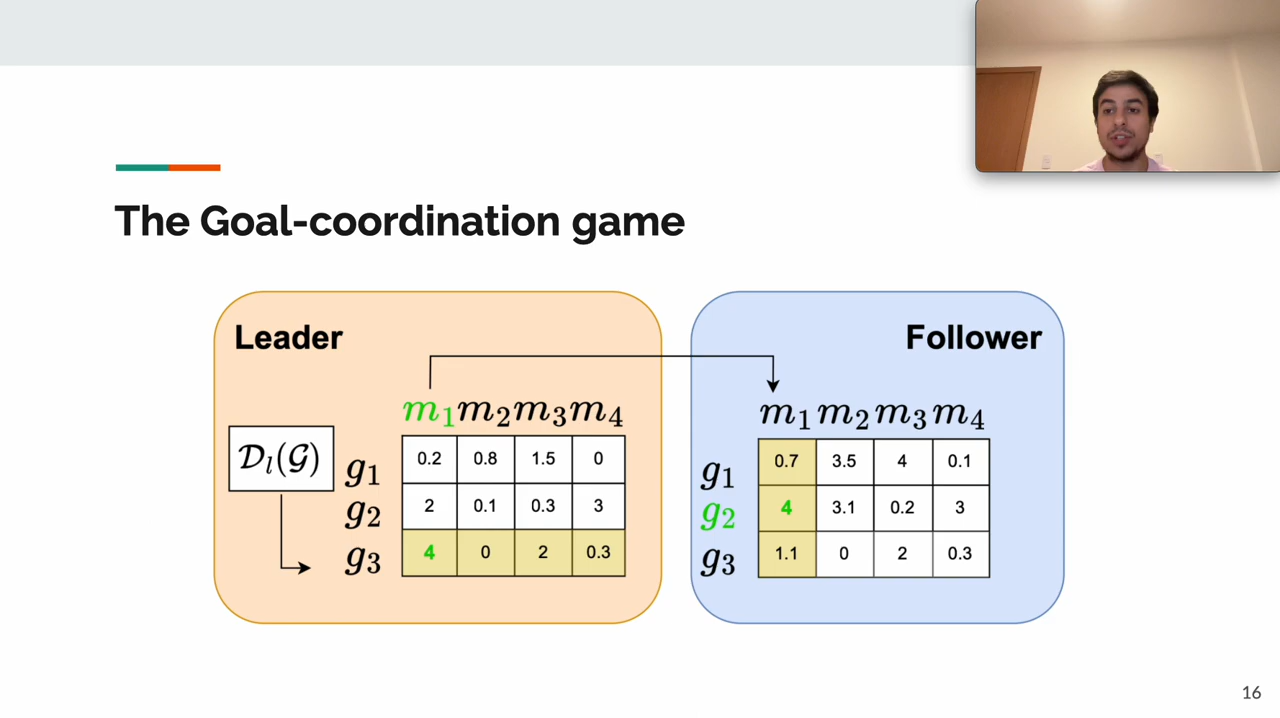 The Goal-coordination game
Leader
Follower
m₁ m₂ m₃ m₄
𝒟ₗ(𝒢)
g₁ 0.2 0.8 1.5 0
g₂ 2 0.1 0.3 3
g₃ 4 0 2 0.3
m₁ m₂ m₃ m₄
g₁ 0.7 3.5 4 0.1
g₂ 4 3.1 0.2 3
g₃ 1.1 0 2 0.3
16